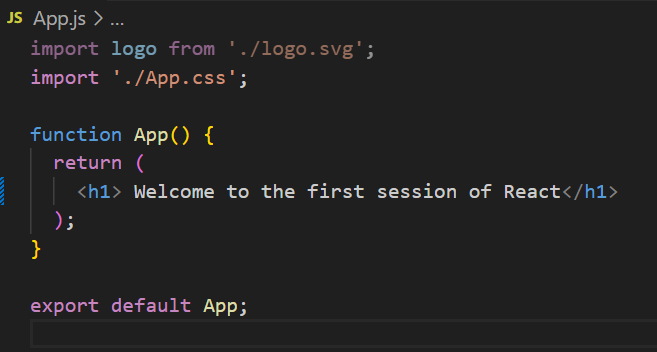 JS App.js > ...
import logo from './logo.svg';
import './App.css';
function App() {
return (
<h1> Welcome to the first session of React</h1>
);
}
export default App;